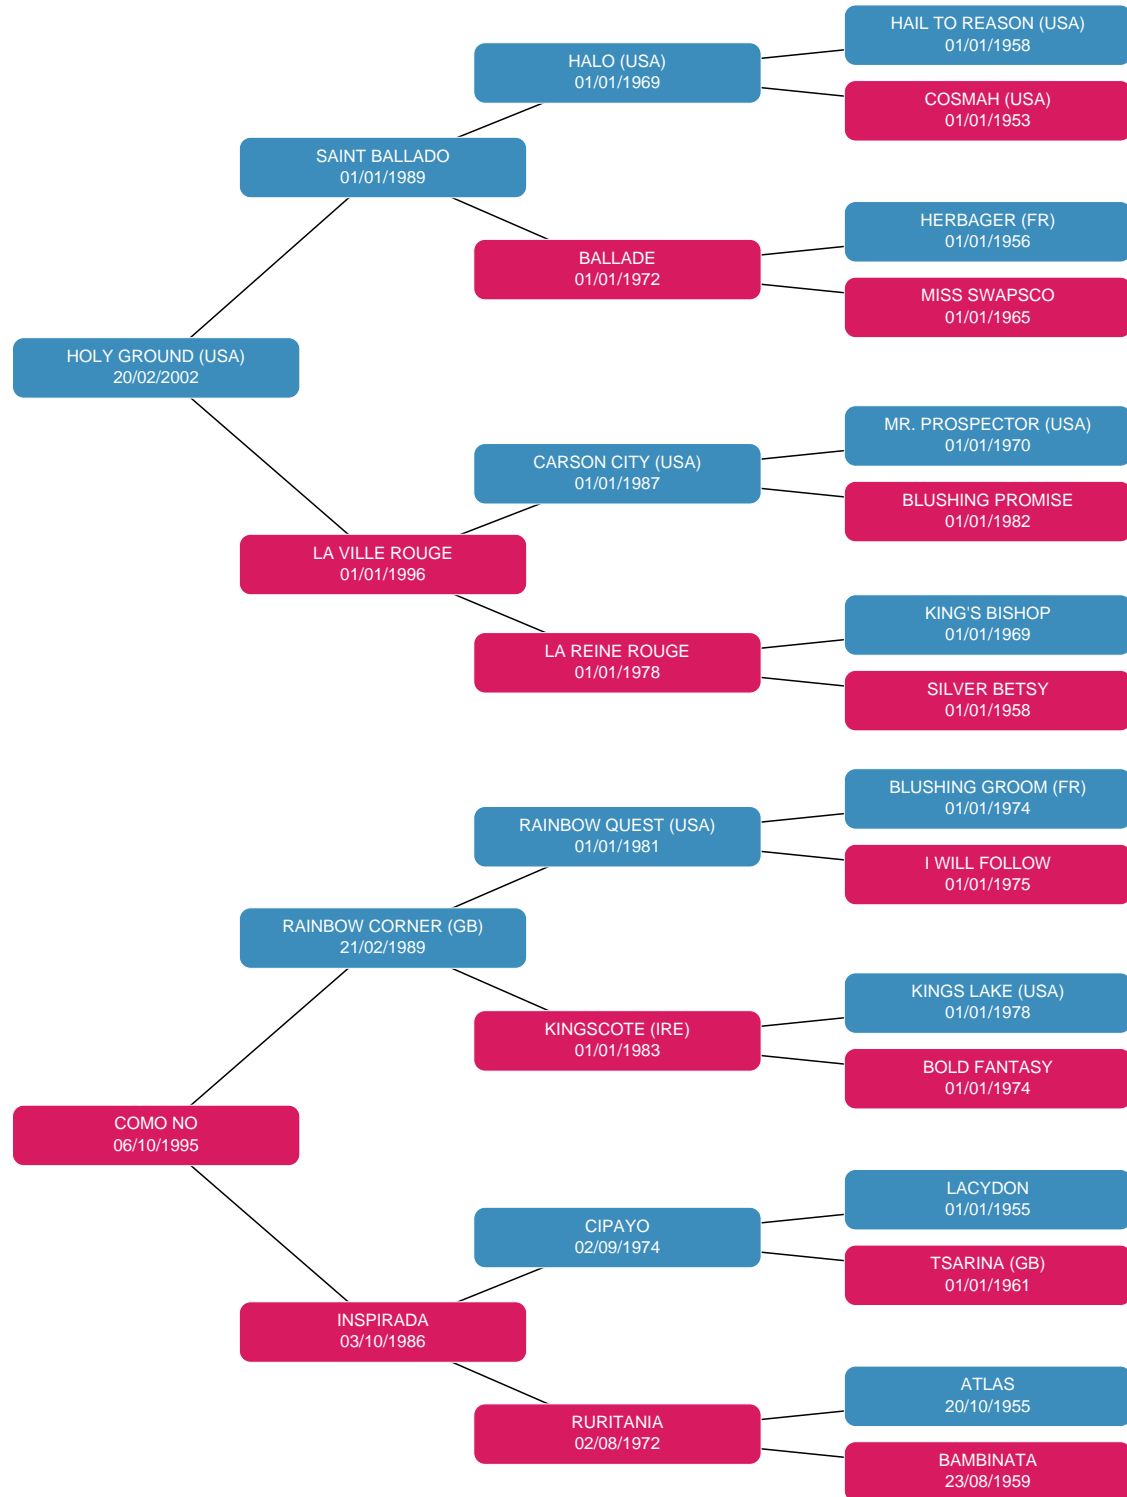 HAIL TO REASON (USA)
01/01/1958
HALO (USA)
01/01/1969
COSMAH (USA)
01/01/1953
SAINT BALLADO
01/01/1989
HERBAGER (FR)
01/01/1956
BALLADE
01/01/1972
MISS SWAPSCO
01/01/1965
HOLY GROUND (USA)
20/02/2002
MR. PROSPECTOR (USA)
01/01/1970
CARSON CITY (USA)
01/01/1987
BLUSHING PROMISE
01/01/1982
LA VILLE ROUGE
01/01/1996
KING'S BISHOP
01/01/1969
LA REINE ROUGE
01/01/1978
SILVER BETSY
01/01/1958
BLUSHING GROOM (FR)
01/01/1974
RAINBOW QUEST (USA)
01/01/1981
I WILL FOLLOW
01/01/1975
RAINBOW CORNER (GB)
21/02/1989
KINGS LAKE (USA)
01/01/1978
KINGSCOTE (IRE)
01/01/1983
BOLD FANTASY
01/01/1974
COMO NO
06/10/1995
LACYDON
01/01/1955
CIPAYO
02/09/1974
TSARINA (GB)
01/01/1961
INSPIRADA
03/10/1986
ATLAS
20/10/1955
RURITANIA
02/08/1972
BAMBINATA
23/08/1959